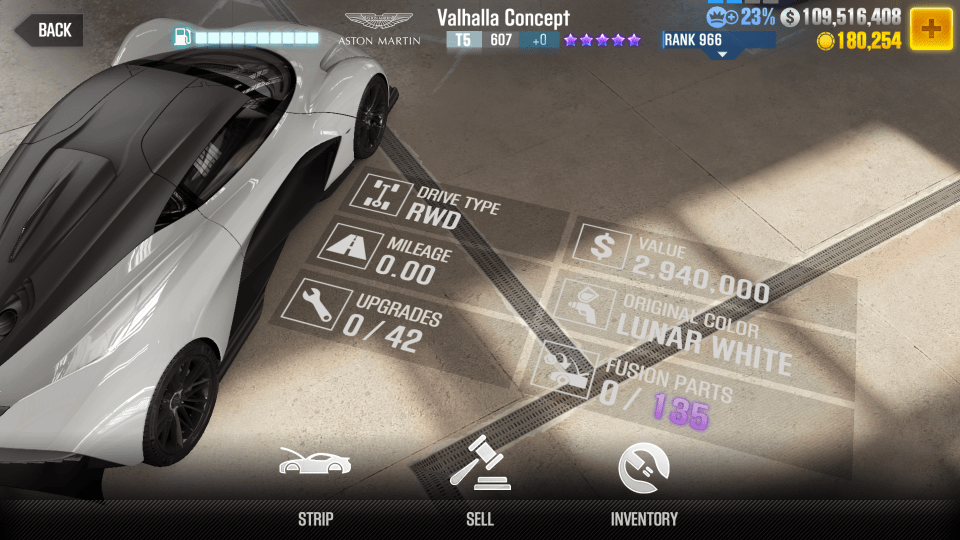 BACK
ASTON MARTIN
Valhalla Concept
T5 607 +0
23%
109,516,408
RANK 966
180,254
DRIVE TYPE
RWD
MILEAGE
0.00
UPGRADES
0/42
VALUE
2.940,000
ORIGINAL COLOR
LUNAR WHITE
FUSION PARTS
0/135
STRIP
SELL
INVENTORY